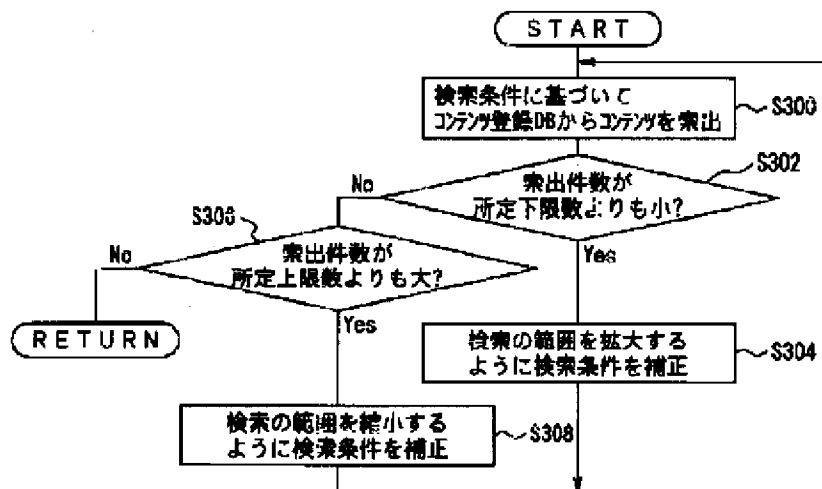 START
検索条件に基づいて
コンテンツ登録DBからコンテンツを索出
S300
S302
索出件数が
所定下限数よりも小?
No
Yes
S306
索出件数が
所定上限数よりも大?
No
Yes
RETURN
検索の範囲を拡大する
ように検索条件を補正
S304
検索の範囲を縮小する
ように検索条件を補正
S308